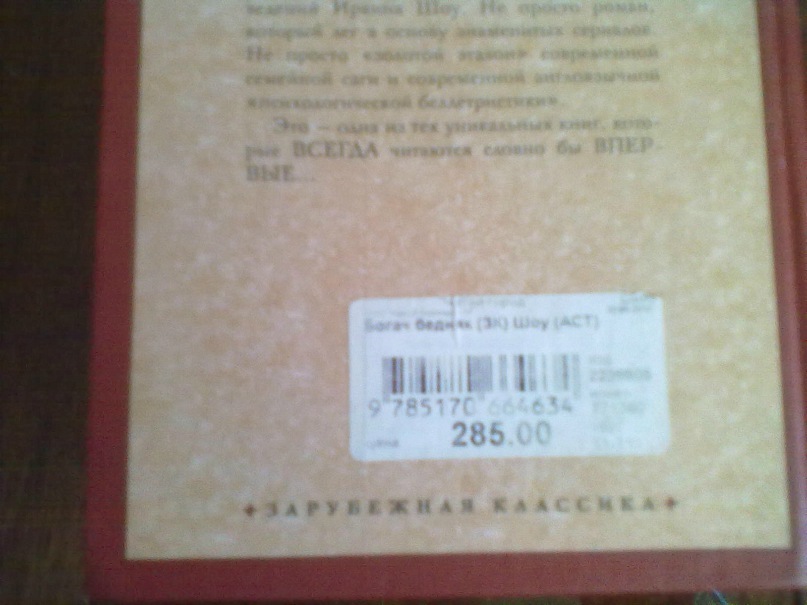 ведений Ирвина Шоу. Не просто роман,
который лег в основу знаменитых сериалов.
Не просто «золотой эталон» современной
семейной саги и современной англоязычной
«психологической беллетристики».
Это — одна из тех уникальных книг, кото-
рые ВСЕГДА читаются словно бы ВПЕР-
ВЫЕ...
Богач бедняк (ЗК) Шоу (АСТ)
9 785170 664634
цена 285.00
ЗАРУБЕЖНАЯ КЛАССИКА